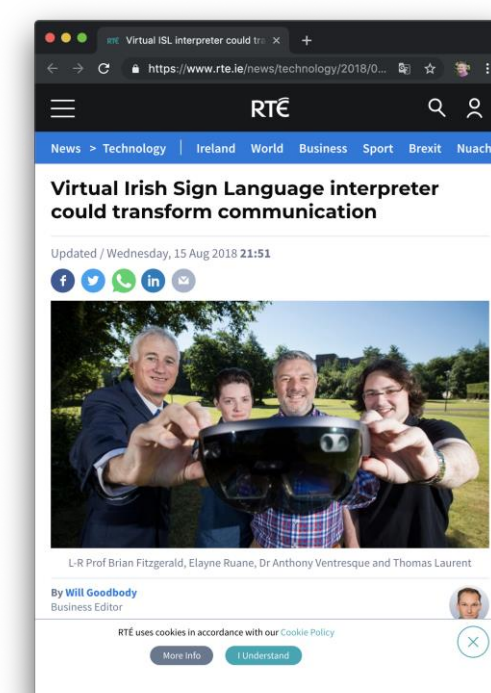 RTÉ Virtual ISL interpreter could tra
https://www.rte.ie/news/technology/2018/0...
RTÉ
News > Technology | Ireland World Business Sport Brexit Nuach
Virtual Irish Sign Language interpreter
could transform communication
Updated / Wednesday, 15 Aug 2018 21:51
L-R Prof Brian Fitzgerald, Elayne Ruane, Dr Anthony Ventresque and Thomas Laurent
By Will Goodbody
Business Editor
RTÉ uses cookies in accordance with our Cookie Policy
More Info I Understand